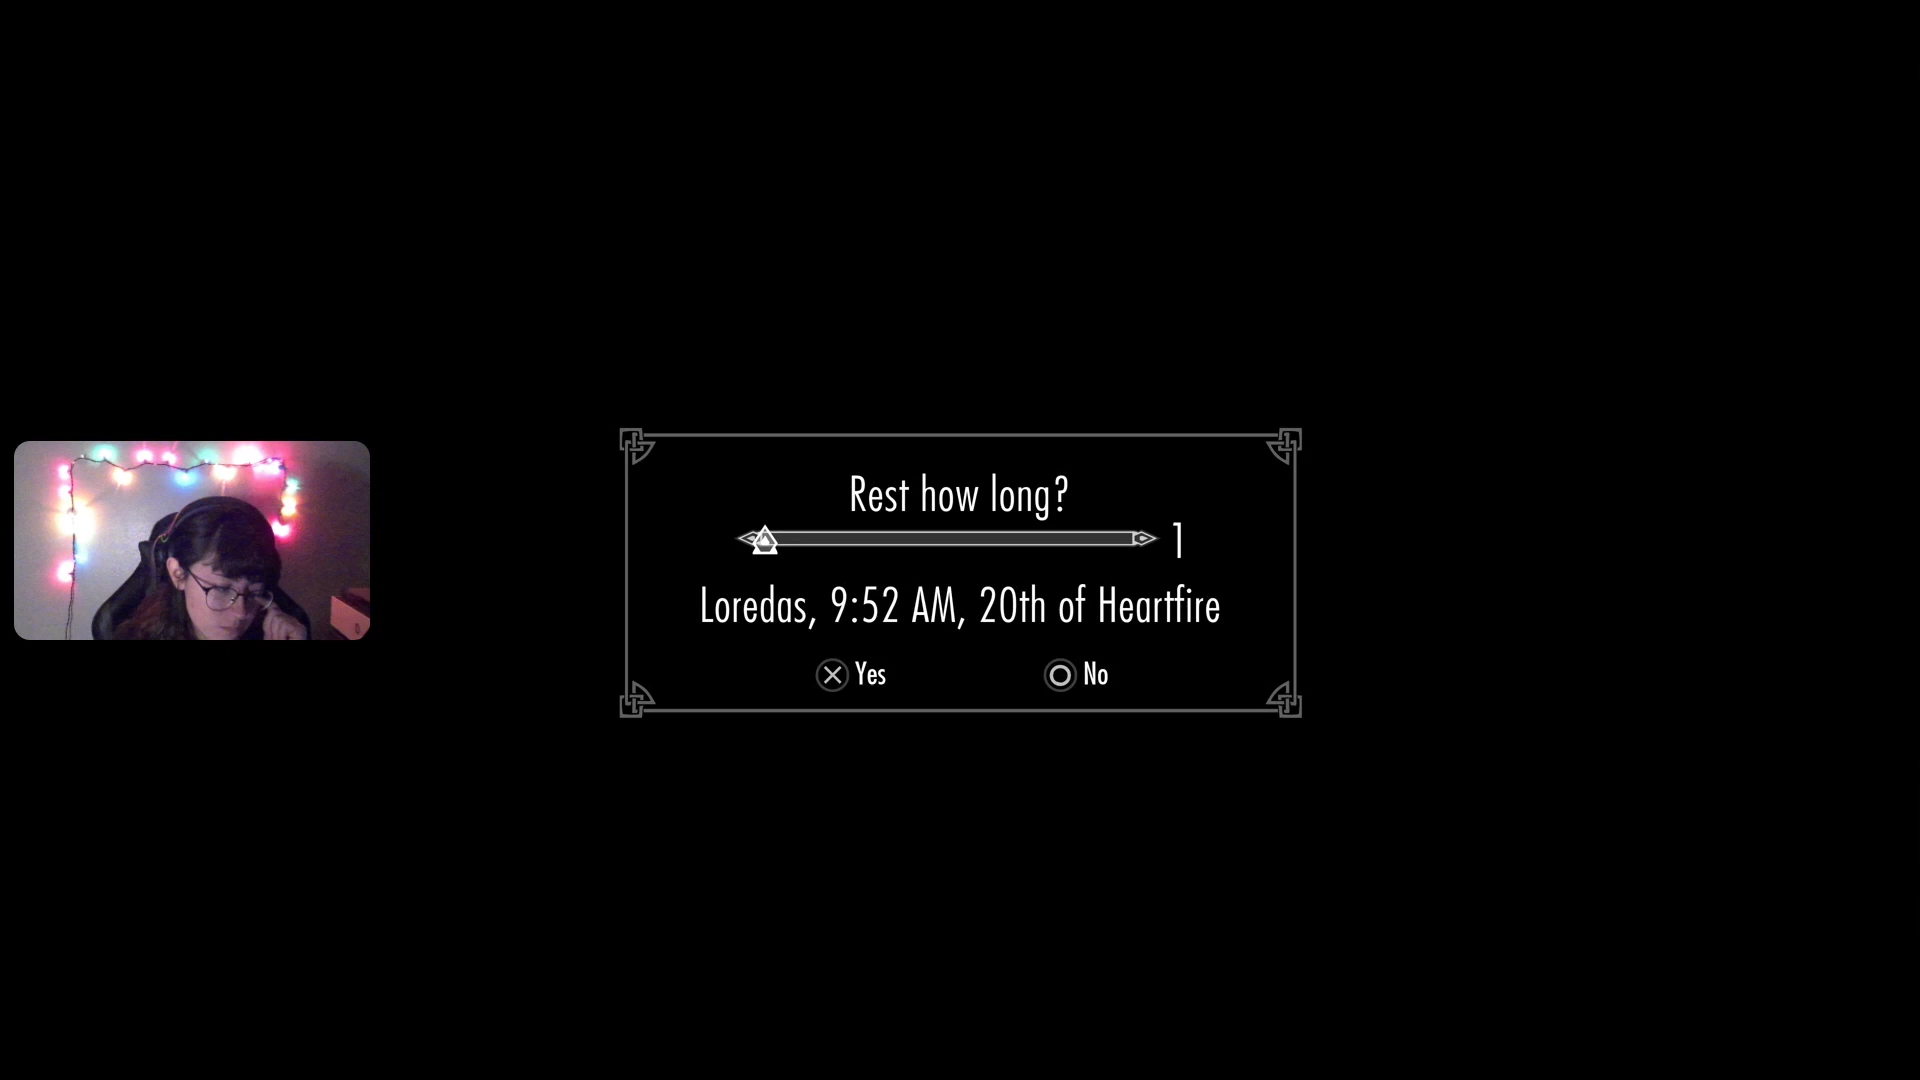 Rest how long?
1
Loredas, 9:52 AM, 20th of Heartfire
Yes No